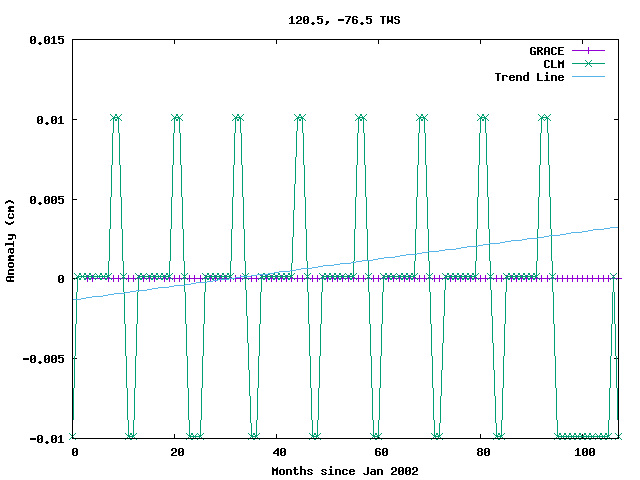 120.5, -76.5 TWS
GRACE
CLM
Trend Line
0.015
0.01
0.005
0
-0.005
-0.01
Anomaly (cm)
0 20 40 60 80 100
Months since Jan 2002